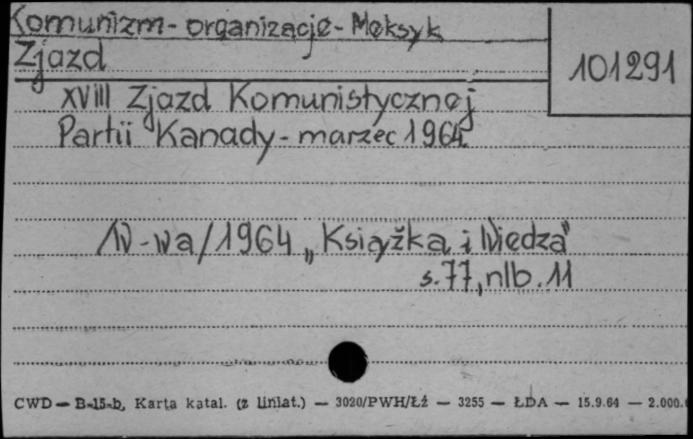 Komunizm - organizacje - Meksyk
Zjazd
101291
XVIII Zjazd Komunistycznej
Partii Kanady - marzec 1964
/W-wa/1964 „Książka i Wiedza"
s.77, nlb. 11
CWD — B-15-b, Karta katal. (z liniat.) — 3020/PWH/Łź — 3255 — ŁDA — 15.9.64 — 2.000.